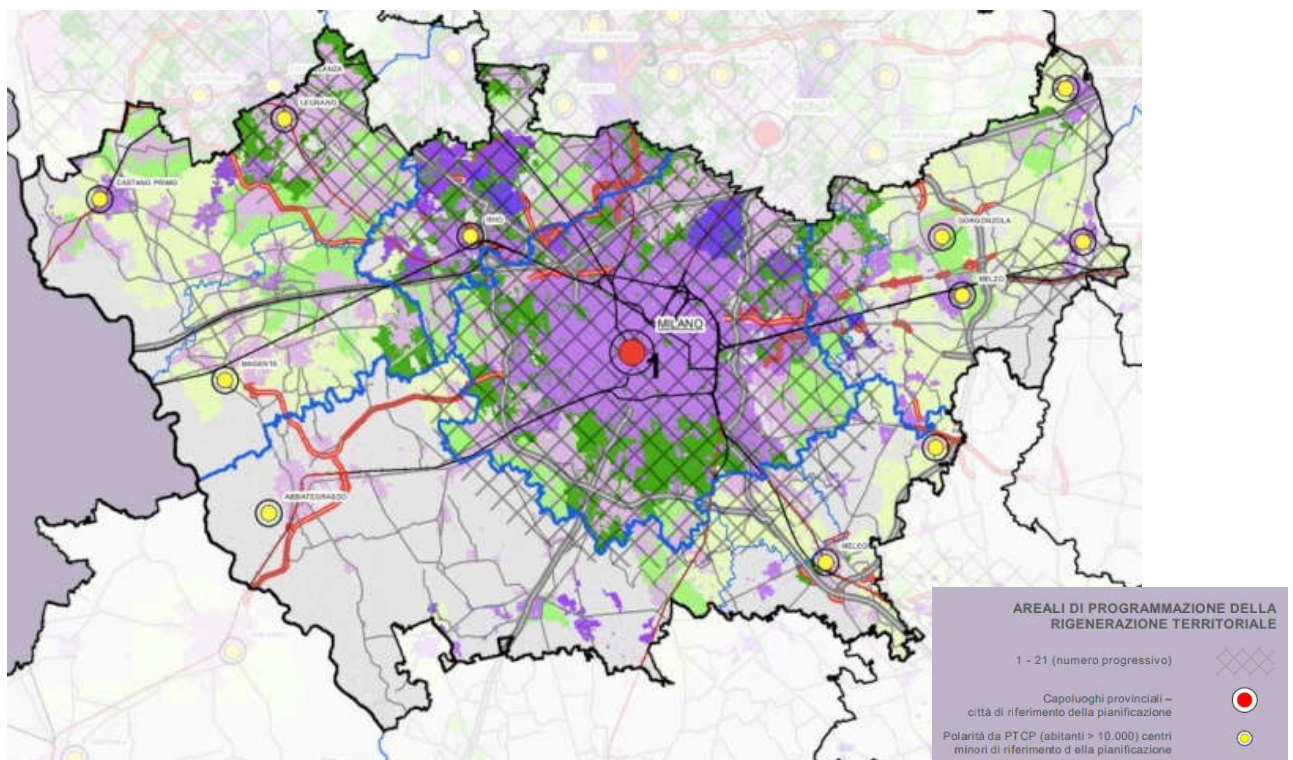 LEGNANO
CASTANO PRIMO
RHO
GORGONZOLA
MELZO
MILANO
1
MAGENTA
ABBIATEGRASSO
AREALI DI PROGRAMMAZIONE DELLA
RIGENERAZIONE TERRITORIALE
1 - 21 (numero progressivo)
Capoluoghi provinciali –
città di riferimento della pianificazione
Polarità da PTCP (abitanti > 10.000) centri
minori di riferimento d ella pianificazione